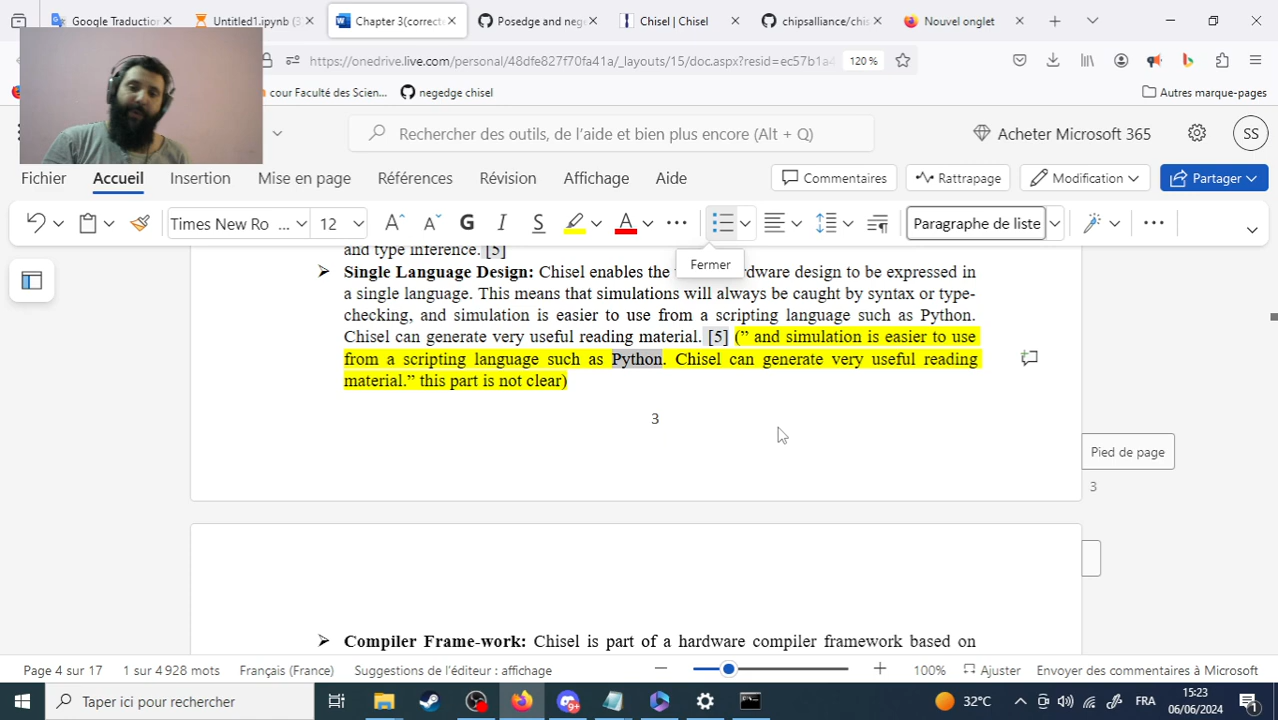 Google Traduction
Untitled1.ipynb (3
Chapter 3(correct
Posedge and neg
Chisel | Chisel
chipsalliance/chis
Nouvel onglet
https://onedrive.live.com/personal/48dfe827f70fa41a/_layouts/15/doc.aspx?resid=ec57b1a4
120 %
cour Faculté des Scien...
negedge chisel
Autres marque-pages
Rechercher des outils, de l'aide et bien plus encore (Alt + Q)
Acheter Microsoft 365
SS
Fichier
Accueil
Insertion
Mise en page
Références
Révision
Affichage
Aide
Commentaires
Rattrapage
Modification
Partager
Times New Ro ...
12
G
I
S
A
Paragraphe de liste
Fermer
and type inference. [5]
Single Language Design: Chisel enables the
rdware design to be expressed in
a single language. This means that simulations will always be caught by syntax or type-
checking, and simulation is easier to use from a scripting language such as Python.
Chisel can generate very useful reading material. [5] (” and simulation is easier to use
from a scripting language such as Python. Chisel can generate very useful reading
material.” this part is not clear)
3
Pied de page
3
Compiler Frame-work: Chisel is part of a hardware compiler framework based on
Page 4 sur 17
1 sur 4 928 mots
Français (France)
Suggestions de l'éditeur : affichage
100%
Ajuster
Envoyer des commentaires à Microsoft
Taper ici pour rechercher
32°C
FRA
15:23
06/06/2024